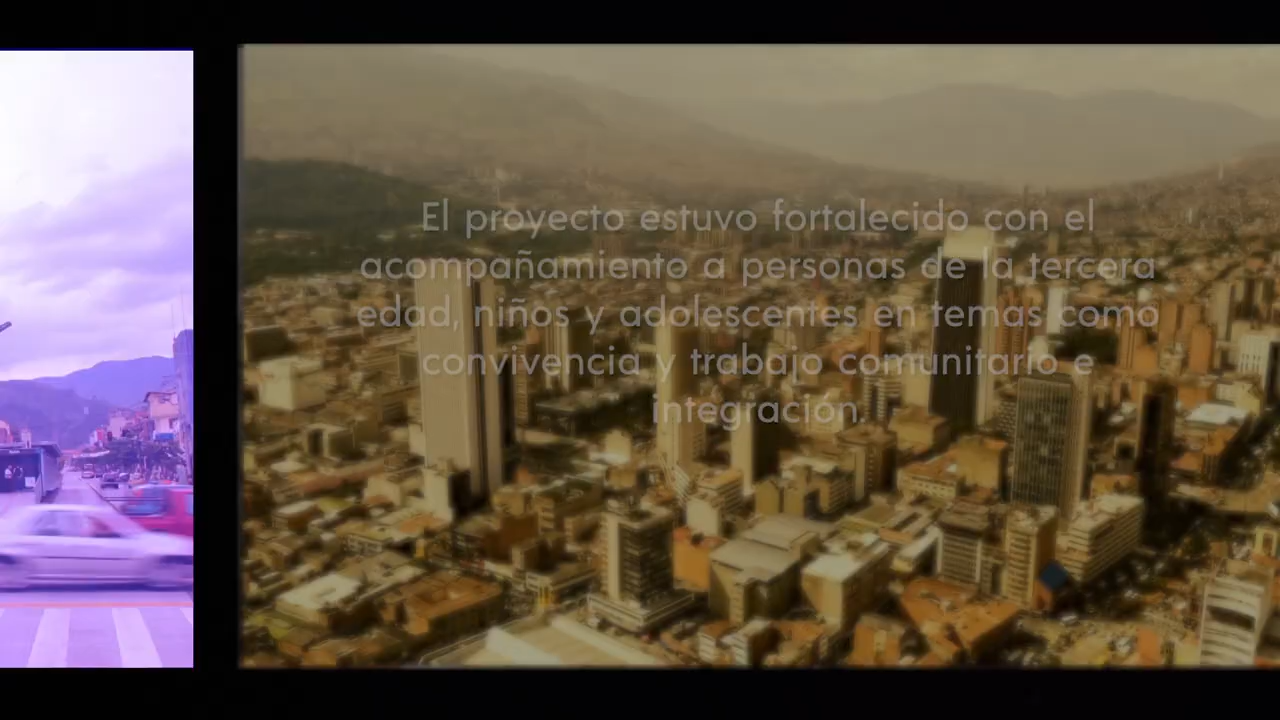 El proyecto estuvo fortalecido con el
acompañamiento a personas de la tercera
edad, niños y adolescentes en temas como
convivencia y trabajo comunitario e
integración.